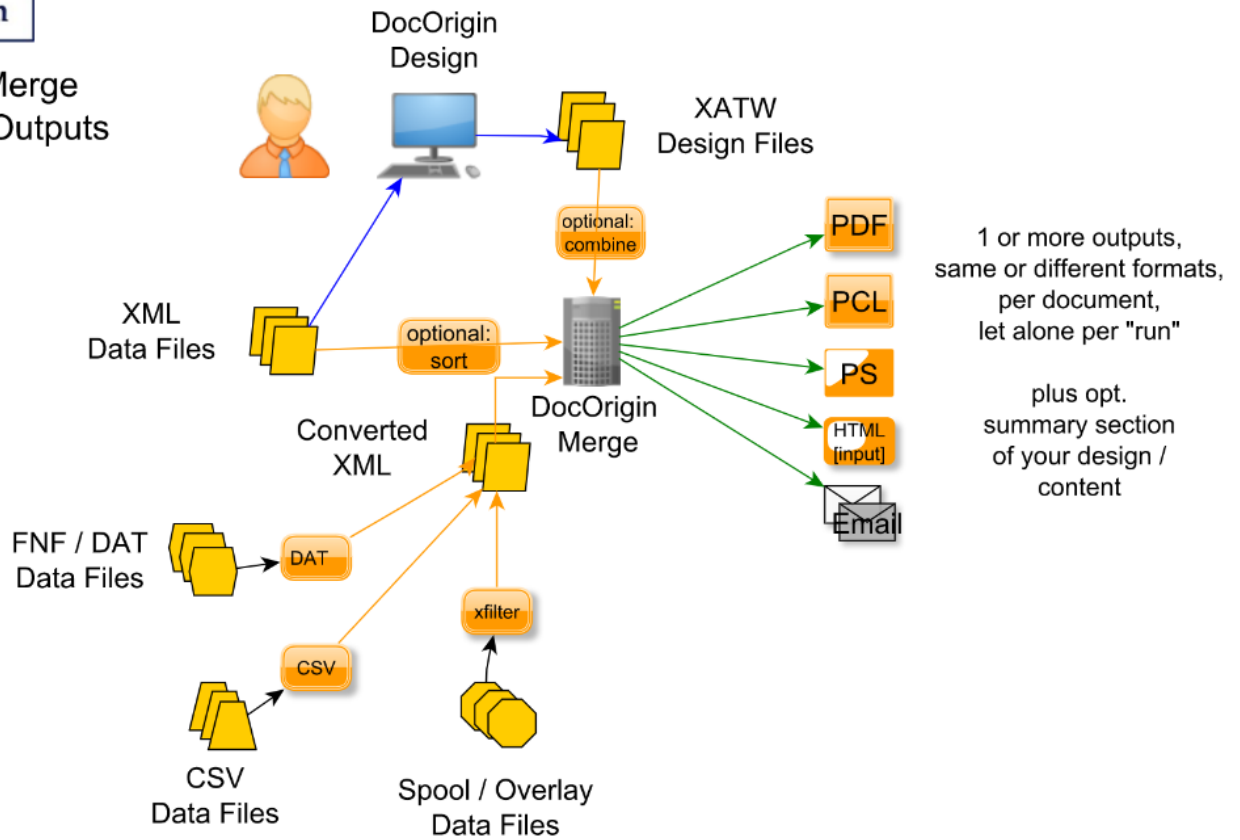 DocOrigin
Design
Outputs
XATW
Design Files
optional:
combine
PDF
1 or more outputs,
same or different formats,
per document,
let alone per "run"
PCL
XML
Data Files
optional:
sort
PS
plus opt.
summary section
of your design /
content
DocOrigin
Merge
HTML
[input]
Converted
XML
Email
FNF / DAT
Data Files
DAT
xfilter
CSV
CSV
Data Files
Spool / Overlay
Data Files